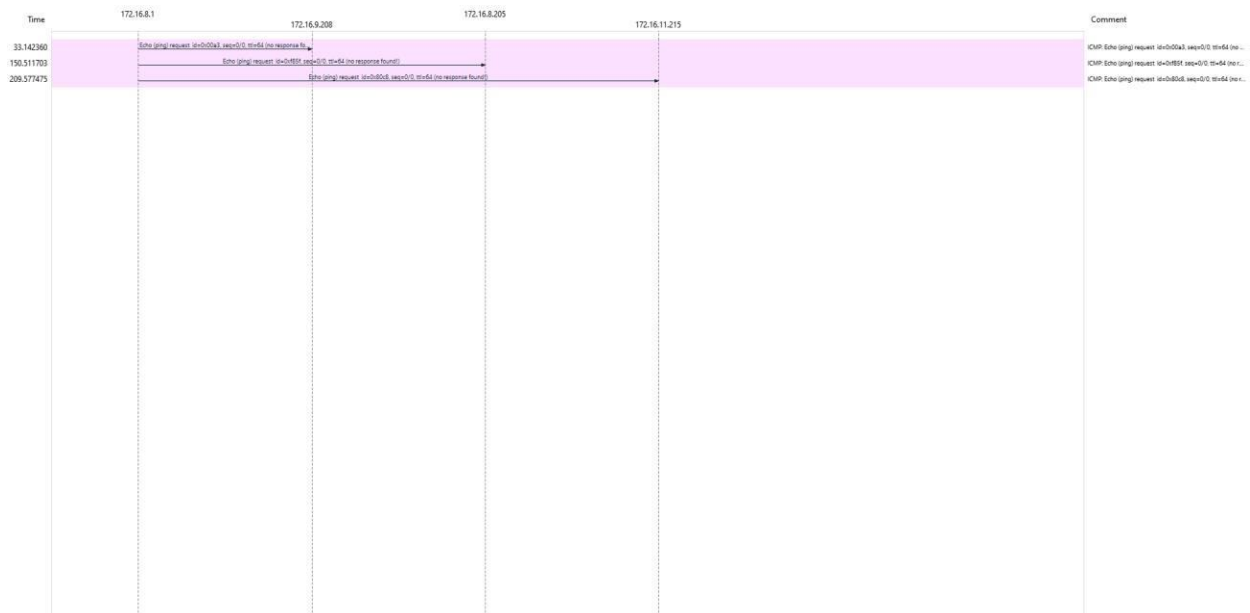 Time
172.16.8.1
172.16.9.208
172.16.8.205
172.16.11.215
Comment
33.142360
Echo (ping) request id=0x00a3, seq=0/0, ttl=64 (no response fo...
ICMP: Echo (ping) request id=0x00a3, seq=0/0, ttl=64 (no ...
150.511703
Echo (ping) request id=0xf85f, seq=0/0, ttl=64 (no response found!)
ICMP: Echo (ping) request id=0xf85f, seq=0/0, ttl=64 (no r...
209.577475
Echo (ping) request id=0x80c8, seq=0/0, ttl=64 (no response found!)
ICMP: Echo (ping) request id=0x80c8, seq=0/0, ttl=64 (no r...